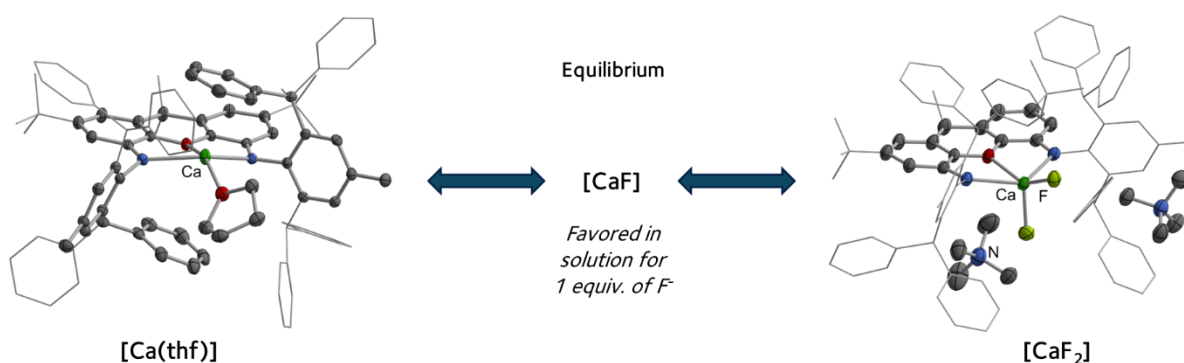 Equilibrium
Ca
[CaF]
Ca
F
Favored in
solution for
1 equiv. of F⁻
N
[Ca(thf)]
[CaF₂]